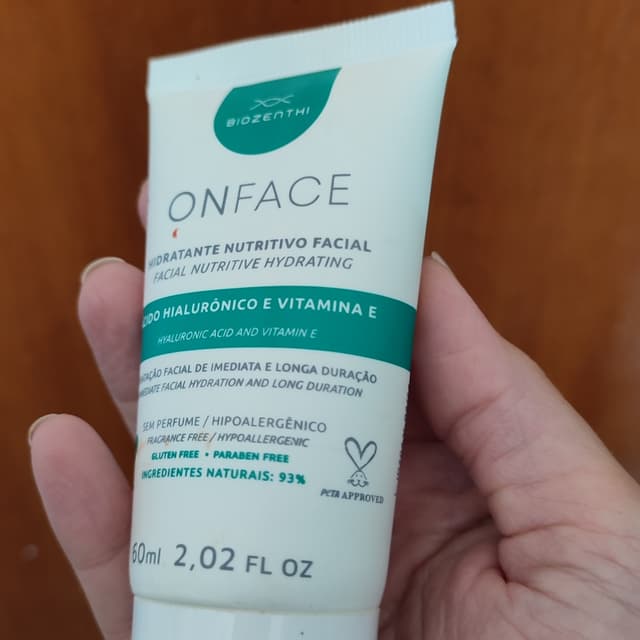 BIOZENTHI
ONFACE
HIDRATANTE NUTRITIVO FACIAL
FACIAL NUTRITIVE HYDRATING
ÁCIDO HIALURÔNICO E VITAMINA E
HYALURONIC ACID AND VITAMIN E
HIDRATAÇÃO FACIAL DE IMEDIATA E LONGA DURAÇÃO
IMMEDIATE FACIAL HYDRATION AND LONG DURATION
SEM PERFUME / HIPOALERGÊNICO
FRAGRANCE FREE / HYPOALLERGENIC
GLUTEN FREE • PARABEN FREE
INGREDIENTES NATURAIS: 93%
PETA APPROVED
60ml 2,02 FL OZ